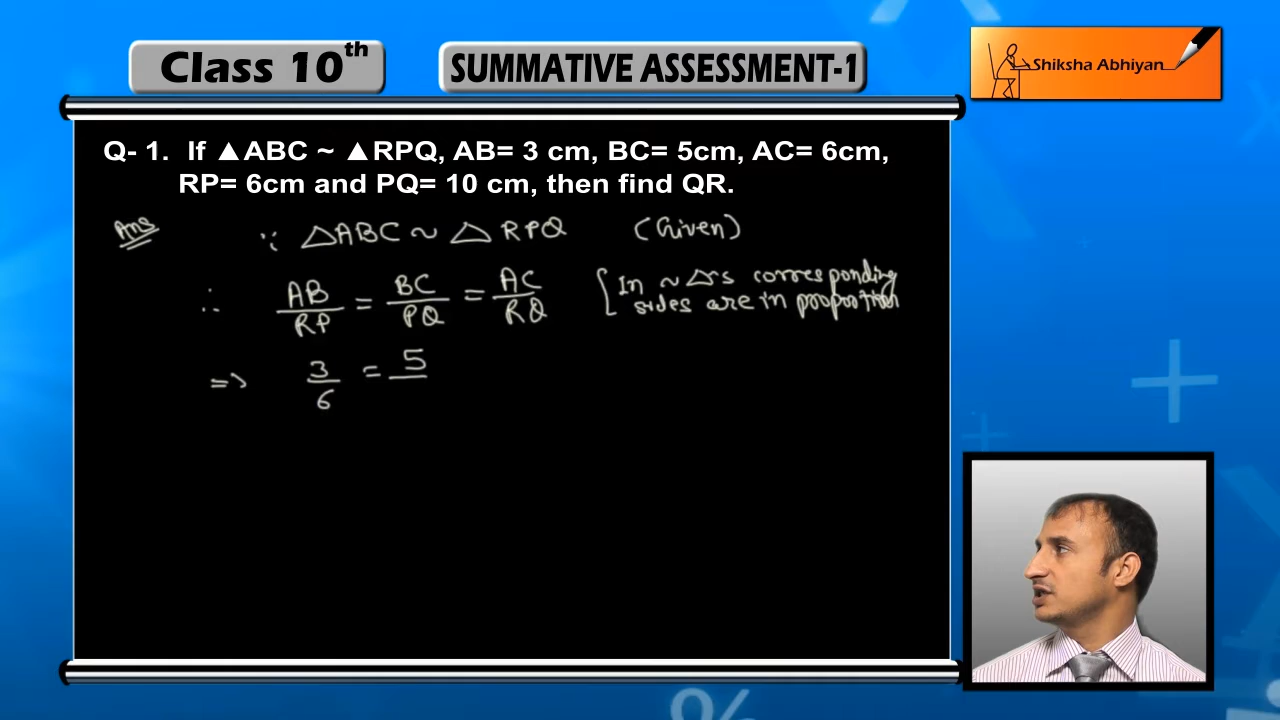 Class 10th
SUMMATIVE ASSESSMENT-1
Shiksha Abhiyan
Q- 1. If ▲ABC ~ ▲RPQ, AB= 3 cm, BC= 5cm, AC= 6cm,
RP= 6cm and PQ= 10 cm, then find QR.
Ans ∵ △ABC ~ △RPQ (Given)
∴ AB/RP = BC/PQ = AC/RQ [In ~ △rs corresponding
sides are in proportion
=> 3/6 = 5/